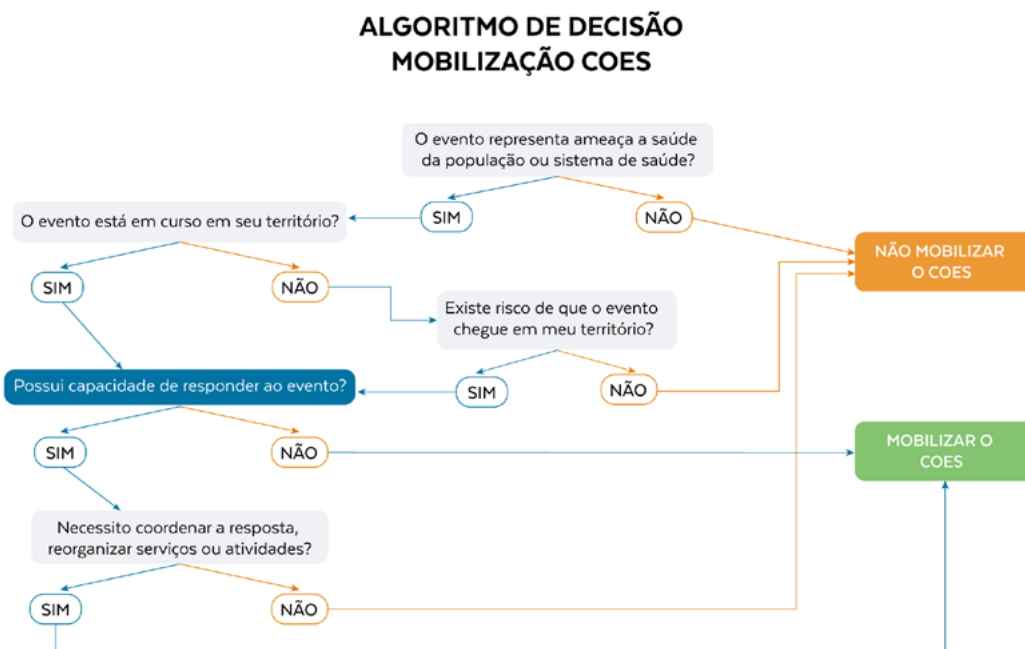 ALGORITMO DE DECISÃO
MOBILIZAÇÃO COES
O evento representa ameaça a saúde
da população ou sistema de saúde?
SIM
NÃO
O evento está em curso em seu território?
NÃO MOBILIZAR
O COES
SIM
NÃO
Existe risco de que o evento
chegue em meu território?
Possui capacidade de responder ao evento?
SIM
NÃO
SIM
NÃO
MOBILIZAR O
COES
Necessito coordenar a resposta,
reorganizar serviços ou atividades?
SIM
NÃO